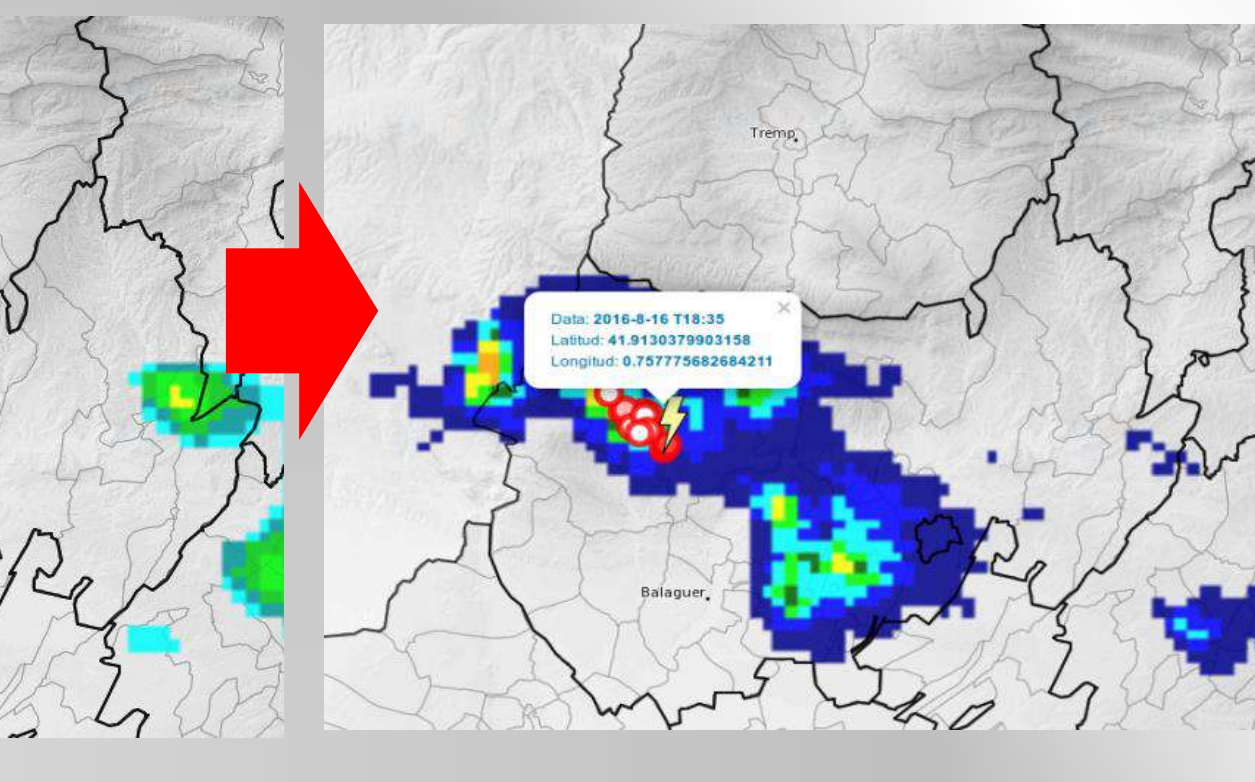 Tremp
×
Data: 2016-8-16 T18:35
Latitud: 41.9130379903158
Longitud: 0.757775682684211
Balaguer